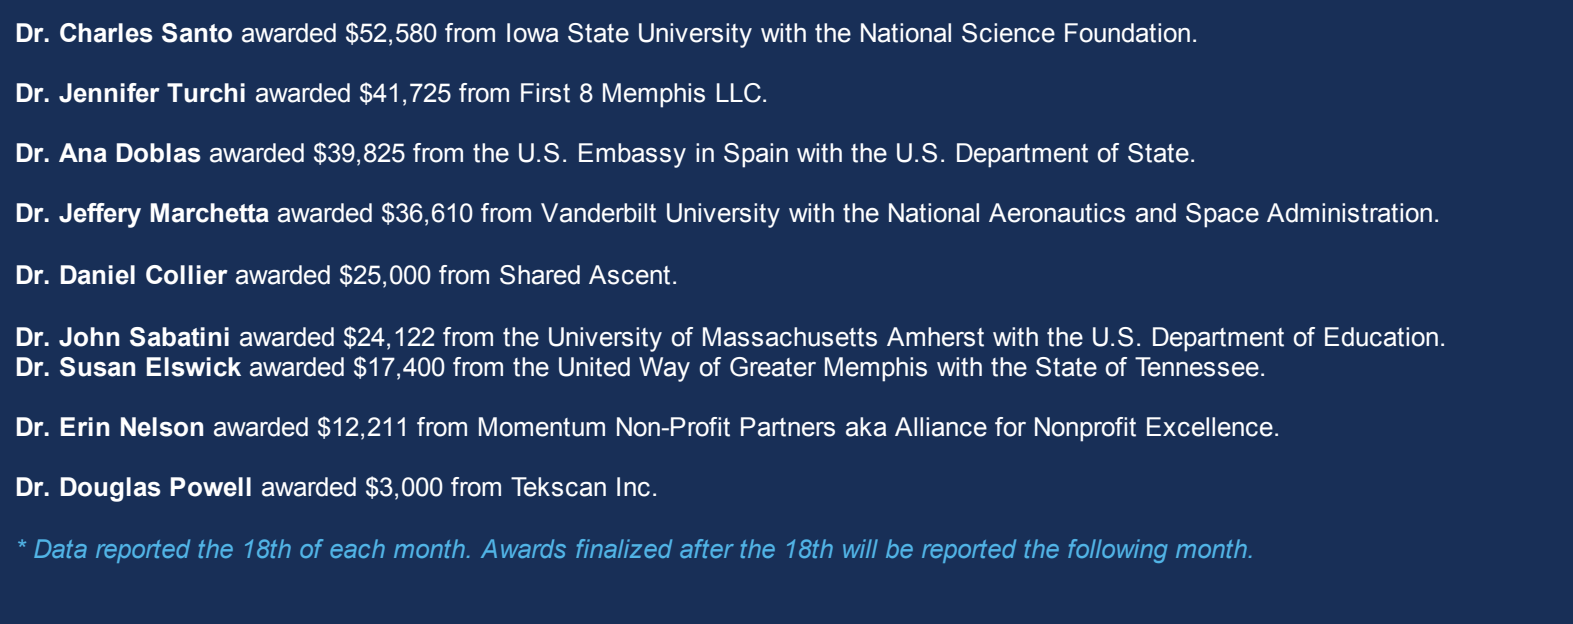 Dr. Charles Santo awarded $52,580 from Iowa State University with the National Science Foundation.
Dr. Jennifer Turchi awarded $41,725 from First 8 Memphis LLC.
Dr. Ana Doblas awarded $39,825 from the U.S. Embassy in Spain with the U.S. Department of State.
Dr. Jeffery Marchetta awarded $36,610 from Vanderbilt University with the National Aeronautics and Space Administration.
Dr. Daniel Collier awarded $25,000 from Shared Ascent.
Dr. John Sabatini awarded $24,122 from the University of Massachusetts Amherst with the U.S. Department of Education.
Dr. Susan Elswick awarded $17,400 from the United Way of Greater Memphis with the State of Tennessee.
Dr. Erin Nelson awarded $12,211 from Momentum Non-Profit Partners aka Alliance for Nonprofit Excellence.
Dr. Douglas Powell awarded $3,000 from Tekscan Inc.
* Data reported the 18th of each month. Awards finalized after the 18th will be reported the following month.